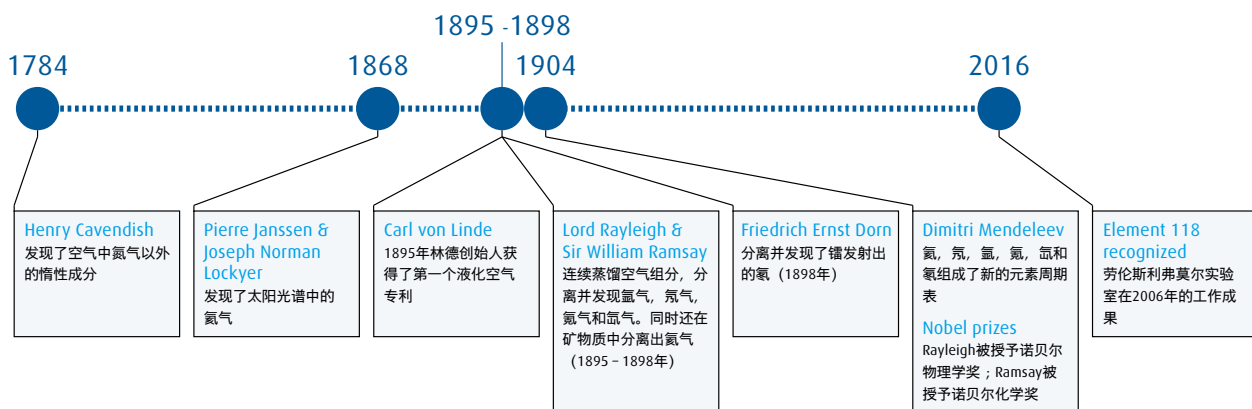 1784
1868
1895 -1898
1904
2016
Henry Cavendish
发现了空气中氮气以外
的惰性成分
Pierre Janssen &
Joseph Norman
Lockyer
发现了太阳光谱中的
氦气
Carl von Linde
1895年林德创始人获
得了第一个液化空气
专利
Lord Rayleigh &
Sir William Ramsay
连续蒸馏空气组分，分
离并发现氩气，氖气，
氪气和氙气。同时还在
矿物质中分离出氦气
（1895－1898年）
Friedrich Ernst Dorn
分离并发现了镭发射出
的氡（1898年）
Dimitri Mendeleev
氦，氖，氩，氪，氙和
氡组成了新的元素周期
表
Nobel prizes
Rayleigh被授予诺贝尔
物理学奖；Ramsay被
授予诺贝尔化学奖
Element 118
recognized
劳伦斯利弗莫尔实验
室在2006年的工作成
果